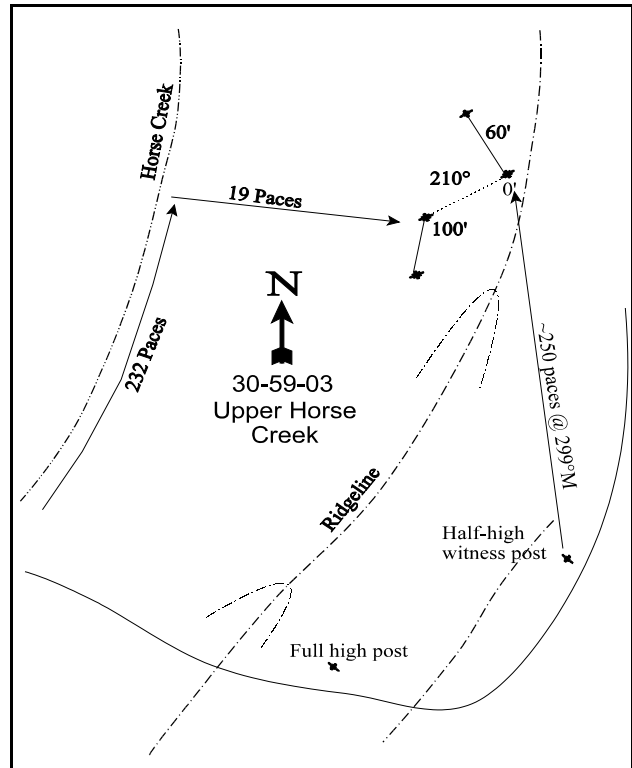 Horse Creek
60'
210°
0'
19 Paces
100'
N
232 Paces
30-59-03
Upper Horse
Creek
~250 paces @ 299°M
Ridgeline
Half-high
witness post
Full high post